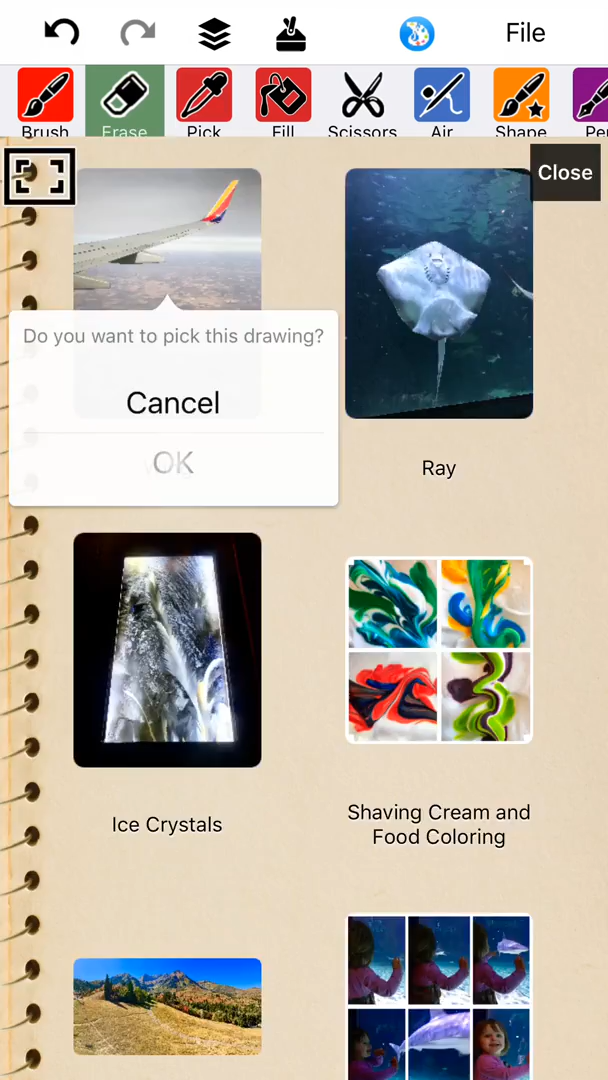 File
Brush
Erase
Pick
Fill
Scissors
Air
Shape
Close
Do you want to pick this drawing?
Cancel
OK
Ray
Ice Crystals
Shaving Cream and
Food Coloring